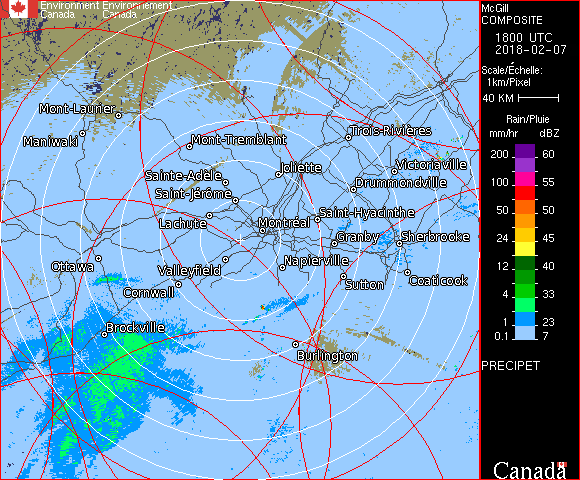 Environment Environnement
Canada Canada
Mont-Laurier
Maniwaki
Mont-Tremblant
Trois-Rivières
Joliette
Victoriaville
Sainte-Adèle
Drummondville
Saint-Jérôme
Lachute
Saint-Hyacinthe
Montréal
Granby
Sherbrooke
Ottawa
Valleyfield
Napierville
Cornwall
Sutton
Coaticook
Brockville
Burlington
McGill
COMPOSITE
1800 UTC
2018-02-07
Scale/Échelle:
1km/Pixel
40 KM
Rain/Pluie
mm/hr dBZ
200 60
100 55
50 50
24 45
12 40
4 33
1 23
0.1 7
PRECIPET
Canada